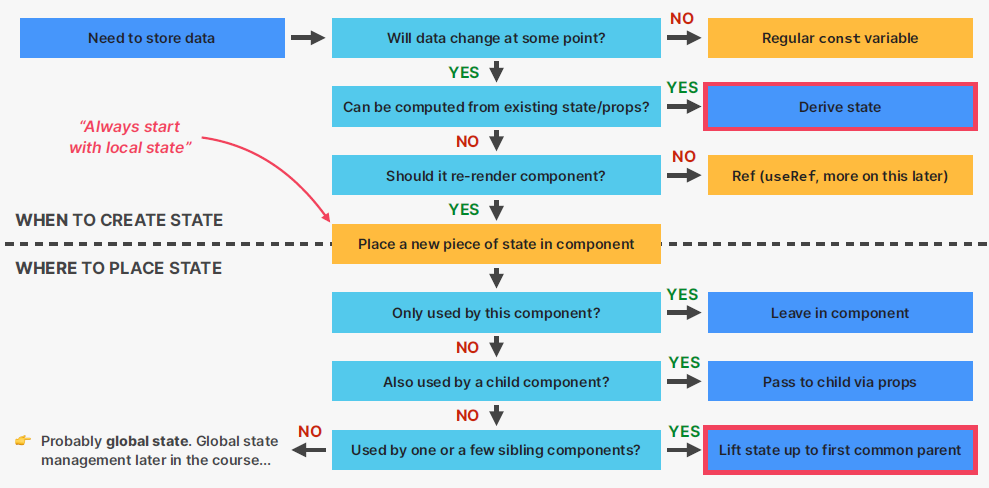 Need to store data
Will data change at some point?
NO
Regular const variable
YES
Can be computed from existing state/props?
YES
Derive state
NO
"Always start
with local state"
Should it re-render component?
NO
Ref (useRef, more on this later)
YES
WHEN TO CREATE STATE
Place a new piece of state in component
WHERE TO PLACE STATE
Only used by this component?
YES
Leave in component
NO
Also used by a child component?
YES
Pass to child via props
NO
Used by one or a few sibling components?
YES
Lift state up to first common parent
NO
👉 Probably global state. Global state
management later in the course...